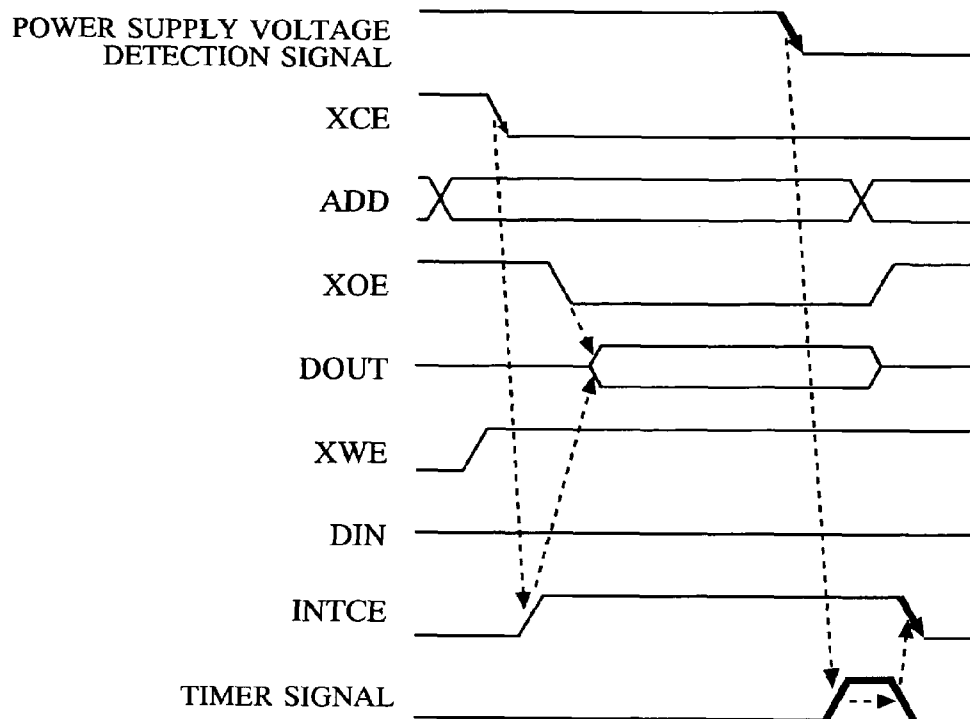 POWER SUPPLY VOLTAGE
DETECTION SIGNAL
XCE
ADD
XOE
DOUT
XWE
DIN
INTCE
TIMER SIGNAL